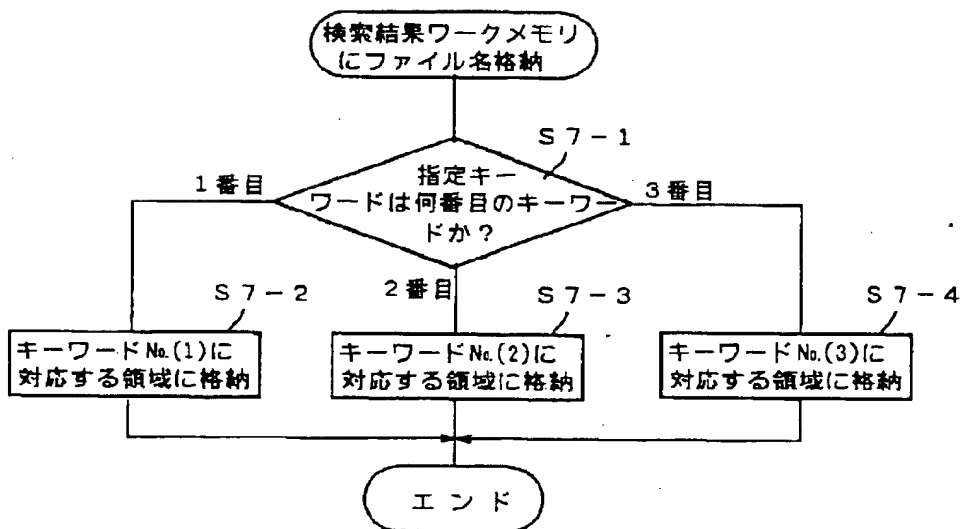 検索結果ワークメモリ
にファイル名格納
S7-1
指定キー
ワードは何番目のキーワー
ドか?
1番目
3番目
2番目
S7-2
S7-3
S7-4
キーワードNo.(1)に
対応する領域に格納
キーワードNo.(2)に
対応する領域に格納
キーワードNo.(3)に
対応する領域に格納
エンド